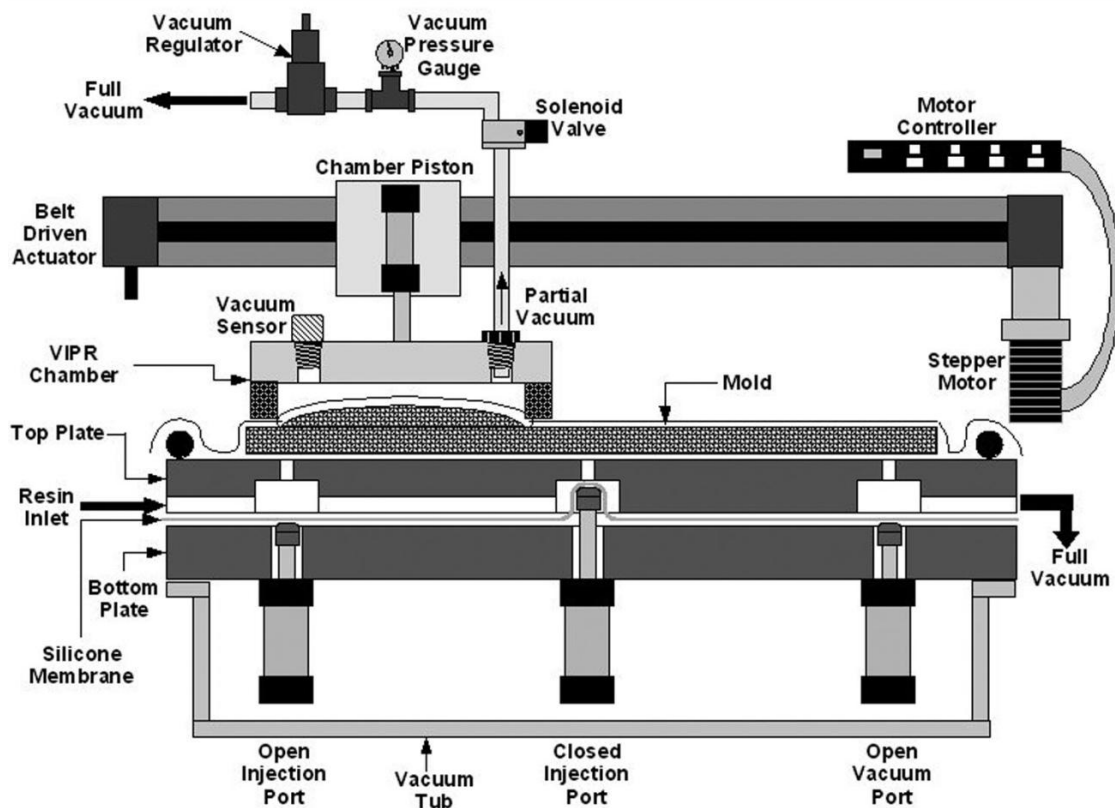 Vacuum
Regulator
Vacuum
Pressure
Gauge
Full
Vacuum
Solenoid
Valve
Motor
Controller
Chamber Piston
Belt
Driven
Actuator
Vacuum
Sensor
Partial
Vacuum
VIPR
Chamber
Mold
Stepper
Motor
Top Plate
Resin
Inlet
Full
Vacuum
Bottom
Plate
Silicone
Membrane
Open
Injection
Port
Vacuum
Tub
Closed
Injection
Port
Open
Vacuum
Port